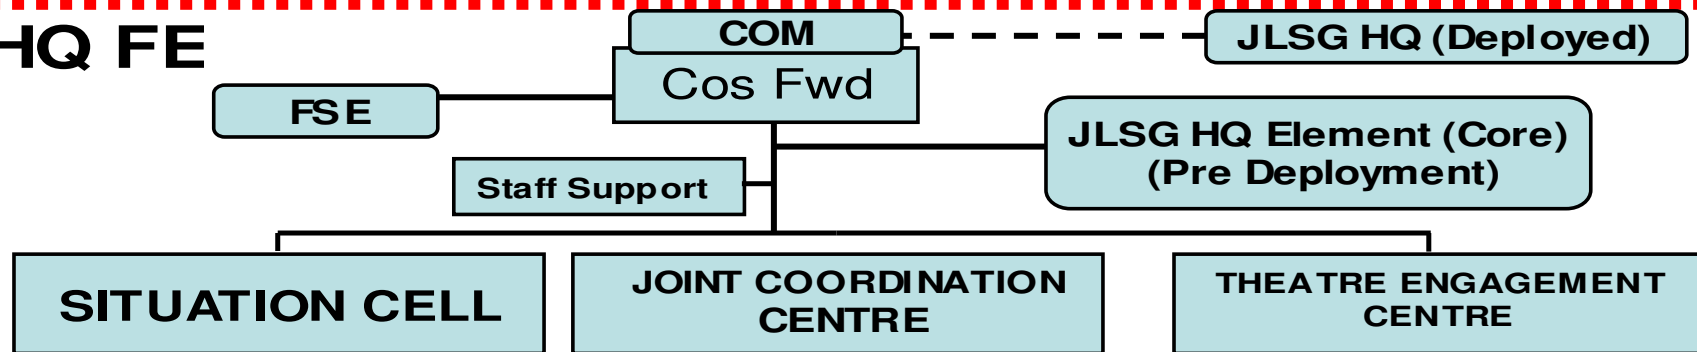 HQ FE
COM
JLSG HQ (Deployed)
Cos Fwd
FSE
JLSG HQ Element (Core)
(Pre Deployment)
Staff Support
SITUATION CELL
JOINT COORDINATION
CENTRE
THEATRE ENGAGEMENT
CENTRE